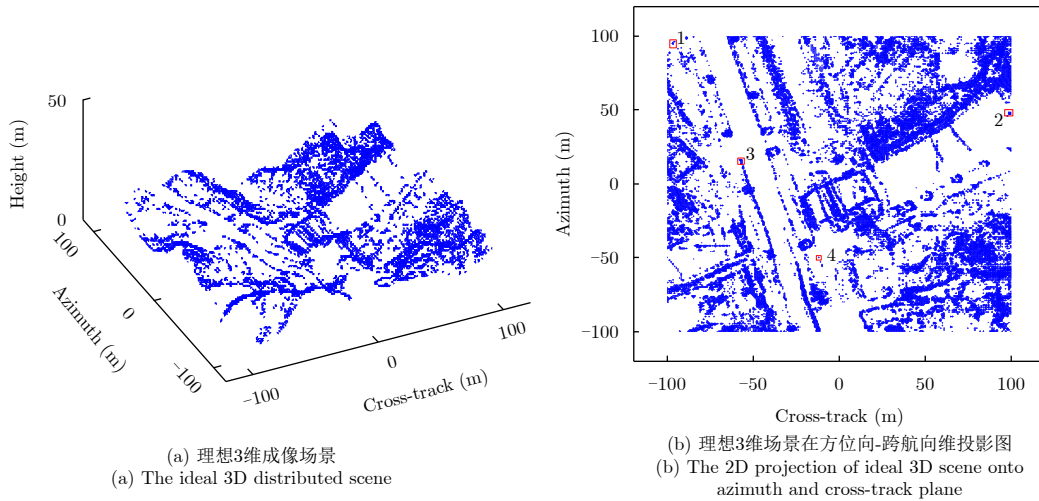 50
0
Height (m)
100
0
−100
Azimuth (m)
−100
0
100
Cross-track (m)
(a) 理想3维成像场景
(a) The ideal 3D distributed scene
100
50
0
−50
−100
Azimuth (m)
1
2
3
4
−100
−50
0
50
100
Cross-track (m)
(b) 理想3维场景在方位向-跨航向维投影图
(b) The 2D projection of ideal 3D scene onto
azimuth and cross-track plane